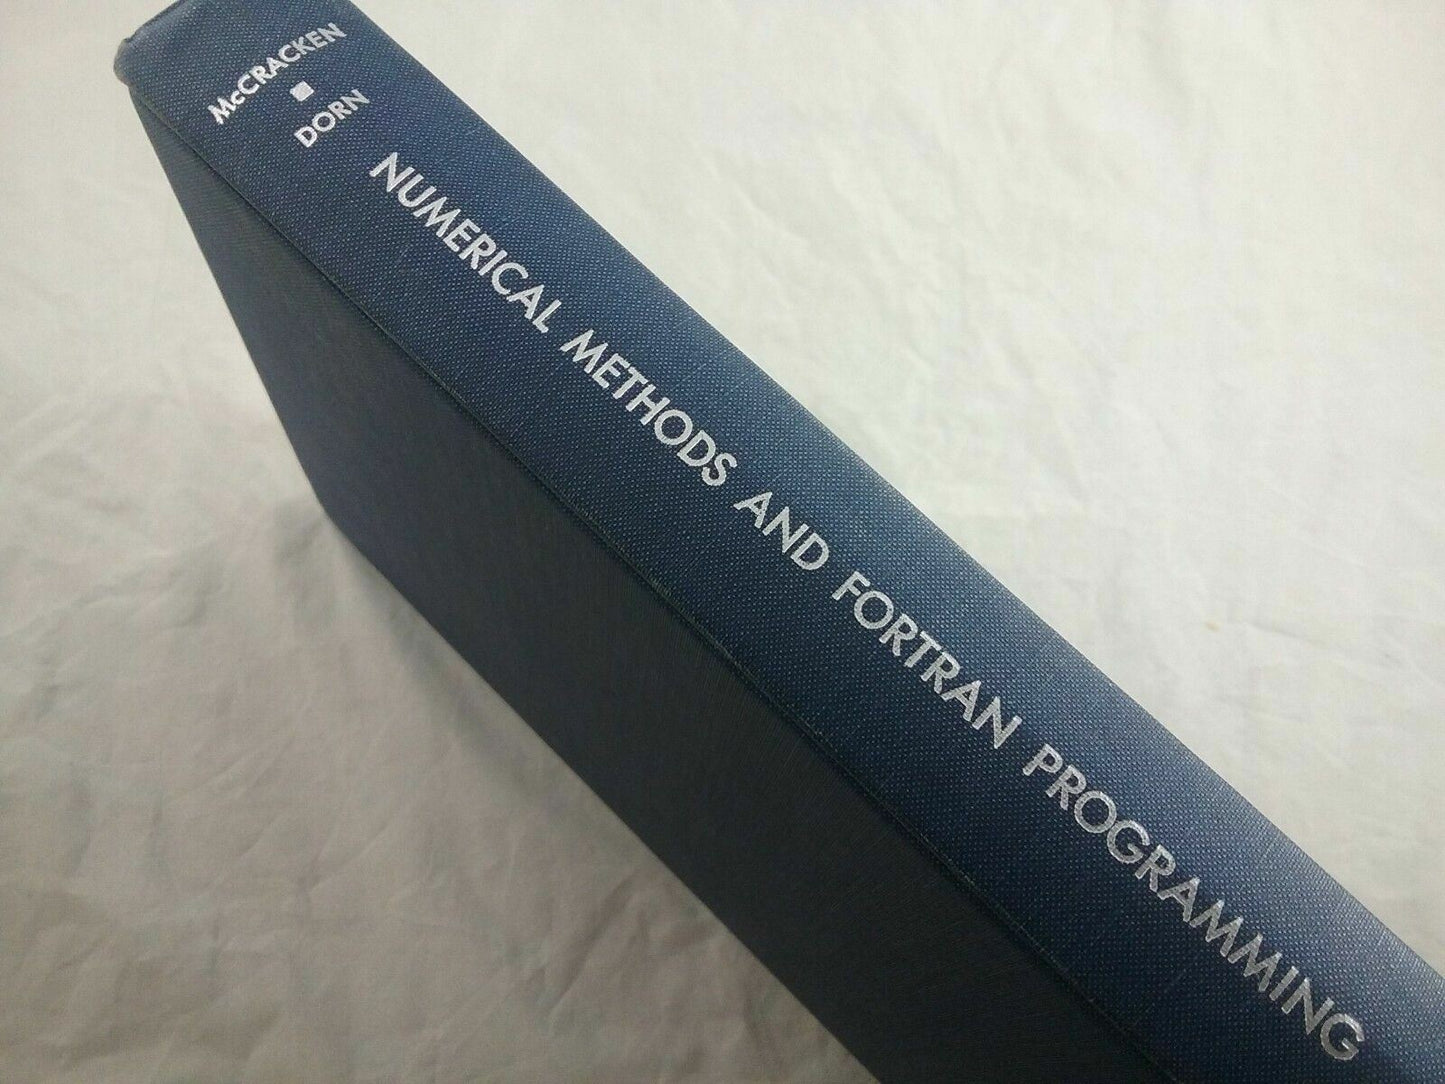 McCRACKEN
DORN
NUMERICAL METHODS AND FORTRAN PROGRAMMING